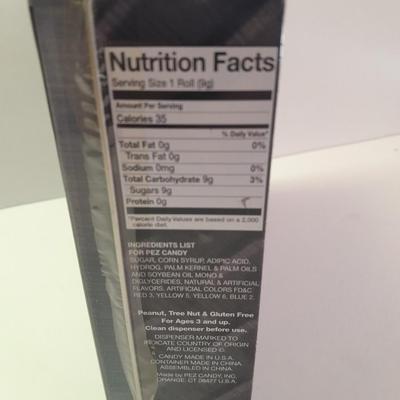 Nutrition Facts
Serving Size 1 Roll (9g)
Amount Per Serving
Calories 35
% Daily Value*
Total Fat 0g 0%
Trans Fat 0g
Sodium 0mg 0%
Total Carbohydrate 9g 3%
Sugars 9g
Protein 0g
*Percent Daily Values are based on a 2,000
calorie diet.
INGREDIENTS LIST
FOR PEZ CANDY
SUGAR, CORN SYRUP, ADIPIC ACID,
HYDROG. PALM KERNEL & PALM OILS
AND SOYBEAN OIL MONO &
DIGLYCERIDES, NATURAL & ARTIFICIAL
FLAVORS, ARTIFICIAL COLORS FD&C
RED 3, YELLOW 5, YELLOW 6, BLUE 2.
Peanut, Tree Nut & Gluten Free
For Ages 3 and up.
Clean dispenser before use.
DISPENSER MARKED TO
INDICATE COUNTRY OF ORIGIN
AND LICENSED ©.
CANDY MADE IN U.S.A.
CONTAINER MADE IN CHINA.
ASSEMBLED IN CHINA.
Made by PEZ CANDY, INC.
ORANGE, CT 06477 U.S.A.